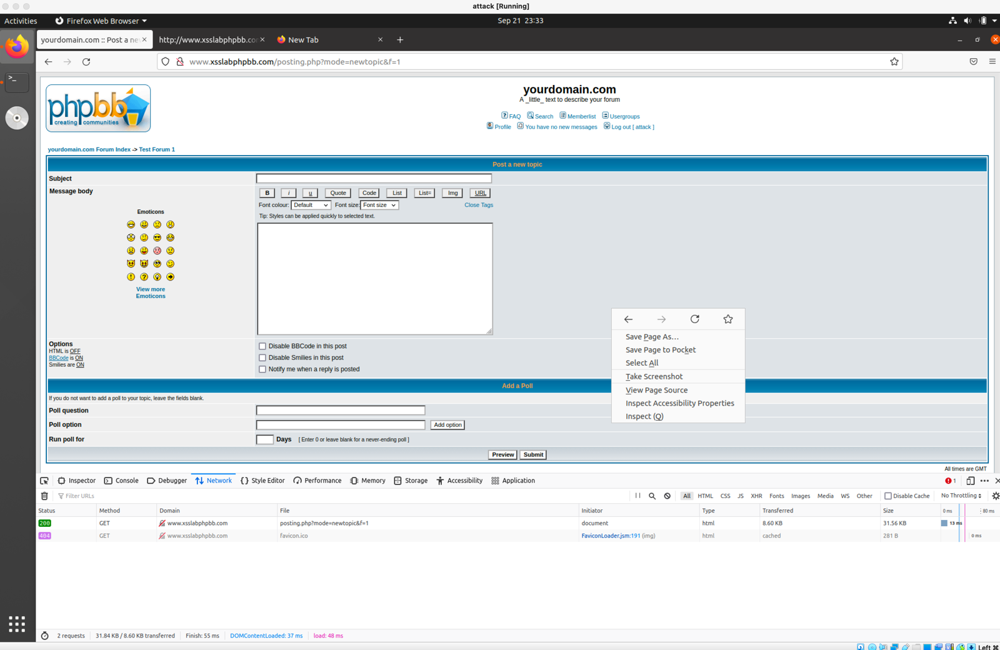 attack [Running]
Activities Firefox Web Browser Sep 21 23:33
yourdomain.com :: Post a ne http://www.xsslabphpbb.co New Tab
www.xsslabphpbb.com/posting.php?mode=newtopic&f=1
phpbb
creating communities
yourdomain.com
A _little_ text to describe your forum
FAQ Search Memberlist Usergroups
Profile You have no new messages Log out [ attack ]
yourdomain.com Forum Index -> Test Forum 1
Post a new topic
Subject
Message body
B i u Quote Code List List= Img URL
Font colour: Default Font size: Font size Close Tags
Tip: Styles can be applied quickly to selected text.
Emoticons
View more
Emoticons
Options
HTML is OFF
BBCode is ON
Smilies are ON
Disable BBCode in this post
Disable Smilies in this post
Notify me when a reply is posted
Save Page As…
Save Page to Pocket
Select All
Take Screenshot
View Page Source
Inspect Accessibility Properties
Inspect (Q)
Add a Poll
If you do not want to add a poll to your topic, leave the fields blank.
Poll question
Poll option Add option
Run poll for Days [ Enter 0 or leave blank for a never-ending poll ]
Preview Submit
All times are GMT
Inspector Console Debugger Network Style Editor Performance Memory Storage Accessibility Application 1
Filter URLs All HTML CSS JS XHR Fonts Images Media WS Other Disable Cache No Throttling
Status Method Domain File Initiator Type Transferred Size 0 ms 80 ms
200 GET www.xsslabphpbb.com posting.php?mode=newtopic&f=1 document html 8.60 KB 31.56 KB 13 ms
404 GET www.xsslabphpbb.com favicon.ico FaviconLoader.jsm:191 (img) html cached 281 B 0 ms
2 requests 31.84 KB / 8.60 KB transferred Finish: 55 ms DOMContentLoaded: 37 ms load: 48 ms
Left ⌘